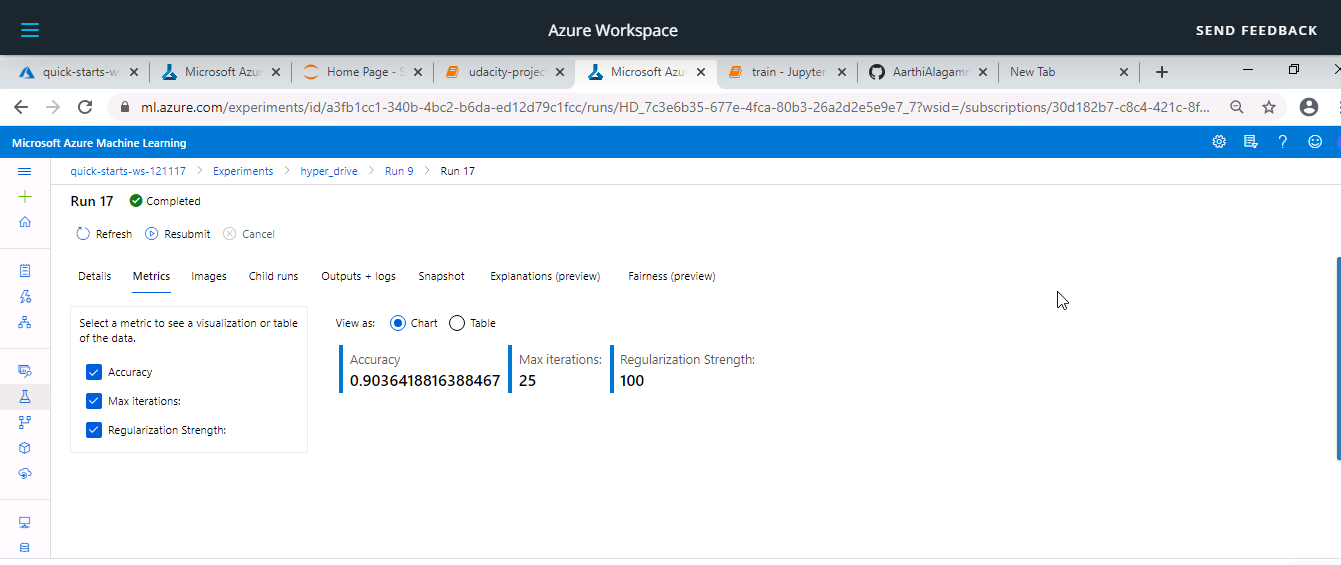 Azure Workspace
SEND FEEDBACK
quick-starts-ws
Microsoft Azur
Home Page - S
udacity-projec
Microsoft Azur
train - Jupyter
AarthiAlagamm
New Tab
ml.azure.com/experiments/id/a3fb1cc1-340b-4bc2-b6da-ed12d79c1fcc/runs/HD_7c3e6b35-677e-4fca-80b3-26a2d2e5e9e7_7?wsid=/subscriptions/30d182b7-c8c4-421c-8f...
Microsoft Azure Machine Learning
quick-starts-ws-121117 > Experiments > hyper_drive > Run 9 > Run 17
Run 17 Completed
Refresh Resubmit Cancel
Details Metrics Images Child runs Outputs + logs Snapshot Explanations (preview) Fairness (preview)
Select a metric to see a visualization or table
of the data.
Accuracy
Max iterations:
Regularization Strength:
View as: Chart Table
Accuracy
0.9036418816388467
Max iterations:
25
Regularization Strength:
100